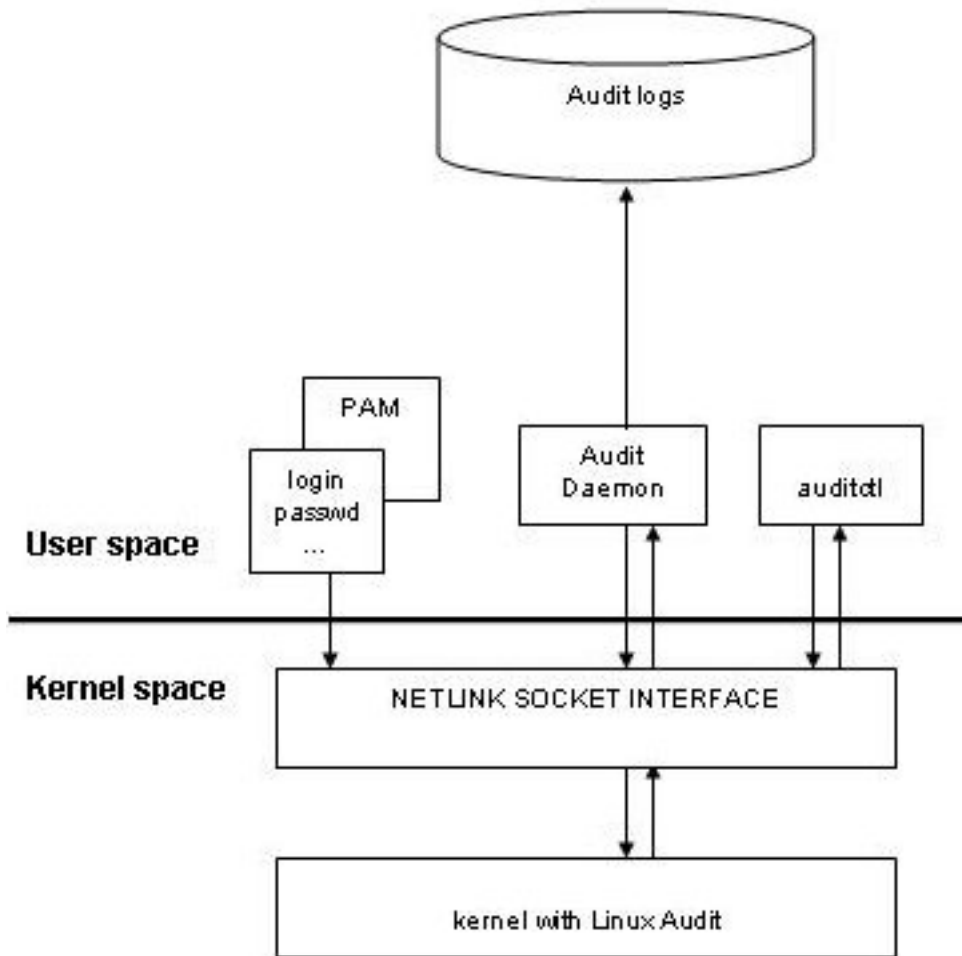 Audit logs
PAM
login
passwd
...
Audit
Daemon
auditctl
User space
Kernel space
NETLINK SOCKET INTERFACE
kernel with Linux Audit